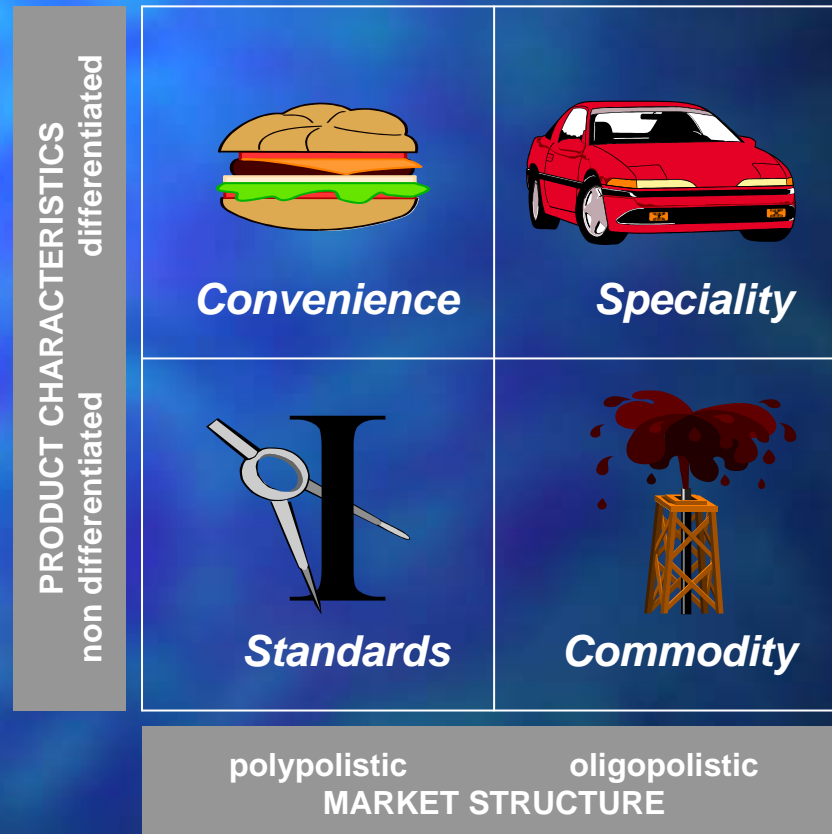 PRODUCT CHARACTERISTICS
differentiated
non differentiated
Convenience
Speciality
Standards
Commodity
polypolistic
oligopolistic
MARKET STRUCTURE